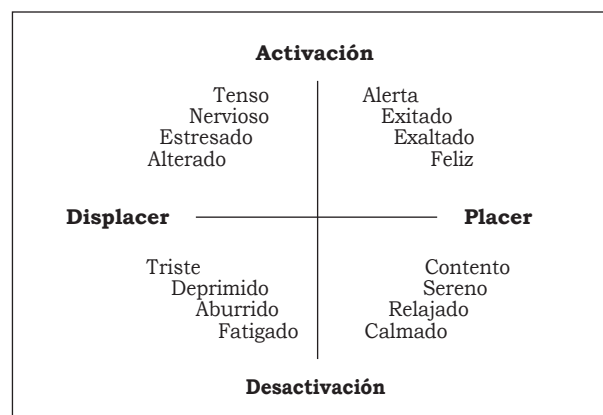 Activación
Tenso Alerta
Nervioso Exitado
Estresado Exaltado
Alterado Feliz
Displacer Placer
Triste Contento
Deprimido Sereno
Aburrido Relajado
Fatigado Calmado
Desactivación